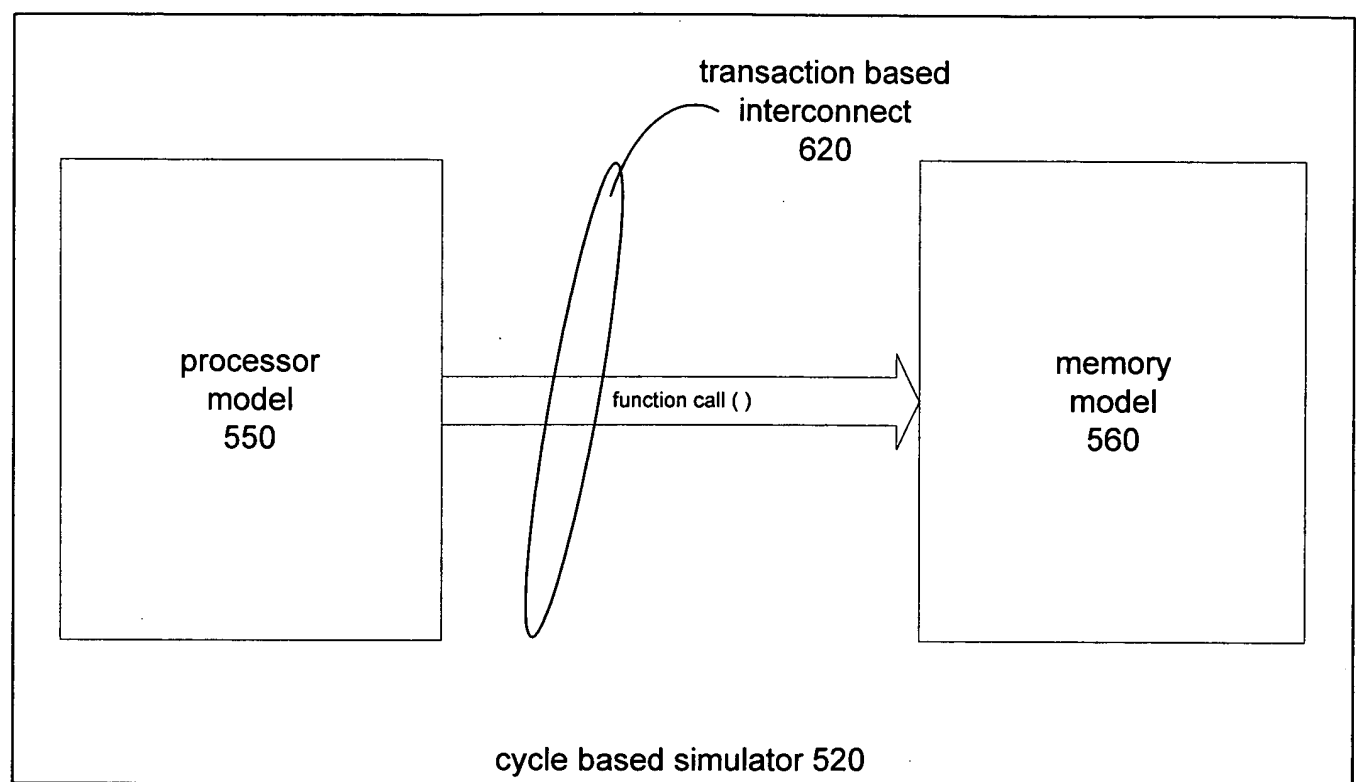 transaction based
interconnect
620
processor
model
550
function call ( )
memory
model
560
cycle based simulator 520